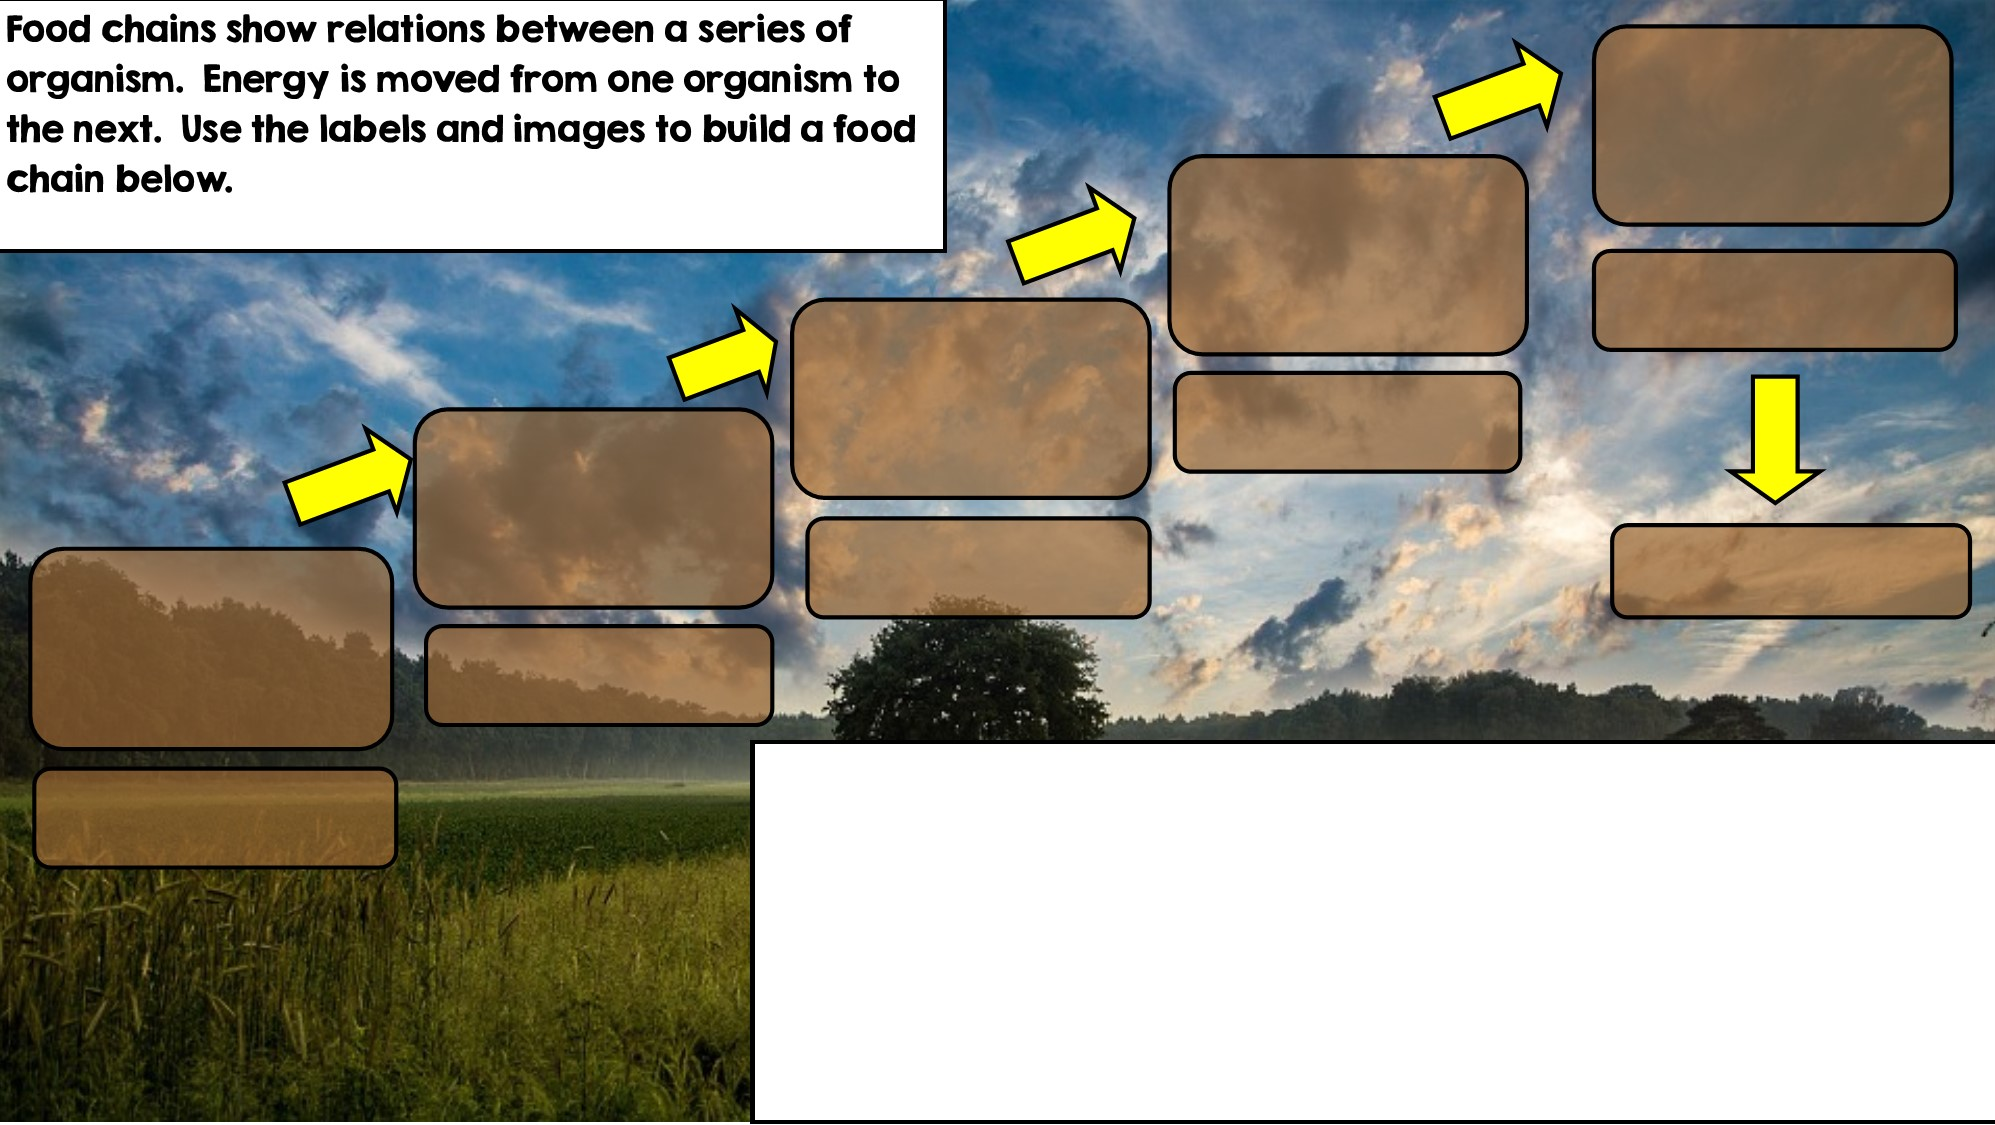 Food chains show relations between a series of
organism.  Energy is moved from one organism to
the next.  Use the labels and images to build a food
chain below.